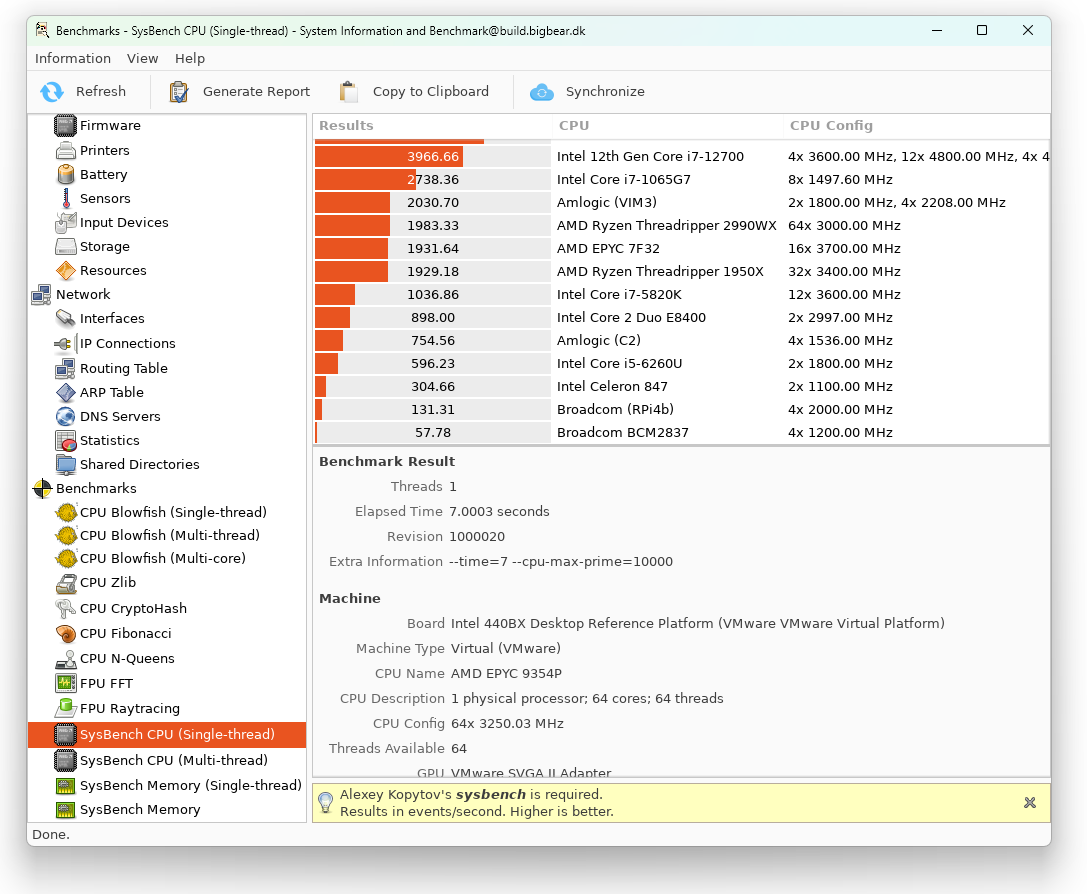 Benchmarks - SysBench CPU (Single-thread) - System Information and Benchmark@build.bigbear.dk
Information View Help
Refresh Generate Report Copy to Clipboard Synchronize
Firmware
Printers
Battery
Sensors
Input Devices
Storage
Resources
Network
Interfaces
IP Connections
Routing Table
ARP Table
DNS Servers
Statistics
Shared Directories
Benchmarks
CPU Blowfish (Single-thread)
CPU Blowfish (Multi-thread)
CPU Blowfish (Multi-core)
CPU Zlib
CPU CryptoHash
CPU Fibonacci
CPU N-Queens
FPU FFT
FPU Raytracing
SysBench CPU (Single-thread)
SysBench CPU (Multi-thread)
SysBench Memory (Single-thread)
SysBench Memory
Results CPU CPU Config
3966.66 Intel 12th Gen Core i7-12700 4x 3600.00 MHz, 12x 4800.00 MHz, 4x 4
2738.36 Intel Core i7-1065G7 8x 1497.60 MHz
2030.70 Amlogic (VIM3) 2x 1800.00 MHz, 4x 2208.00 MHz
1983.33 AMD Ryzen Threadripper 2990WX 64x 3000.00 MHz
1931.64 AMD EPYC 7F32 16x 3700.00 MHz
1929.18 AMD Ryzen Threadripper 1950X 32x 3400.00 MHz
1036.86 Intel Core i7-5820K 12x 3600.00 MHz
898.00 Intel Core 2 Duo E8400 2x 2997.00 MHz
754.56 Amlogic (C2) 4x 1536.00 MHz
596.23 Intel Core i5-6260U 2x 1800.00 MHz
304.66 Intel Celeron 847 2x 1100.00 MHz
131.31 Broadcom (RPi4b) 4x 2000.00 MHz
57.78 Broadcom BCM2837 4x 1200.00 MHz
Benchmark Result
Threads 1
Elapsed Time 7.0003 seconds
Revision 1000020
Extra Information --time=7 --cpu-max-prime=10000
Machine
Board Intel 440BX Desktop Reference Platform (VMware VMware Virtual Platform)
Machine Type Virtual (VMware)
CPU Name AMD EPYC 9354P
CPU Description 1 physical processor; 64 cores; 64 threads
CPU Config 64x 3250.03 MHz
Threads Available 64
GPU VMware SVGA II Adapter
Alexey Kopytov's sysbench is required.
Results in events/second. Higher is better.
Done.